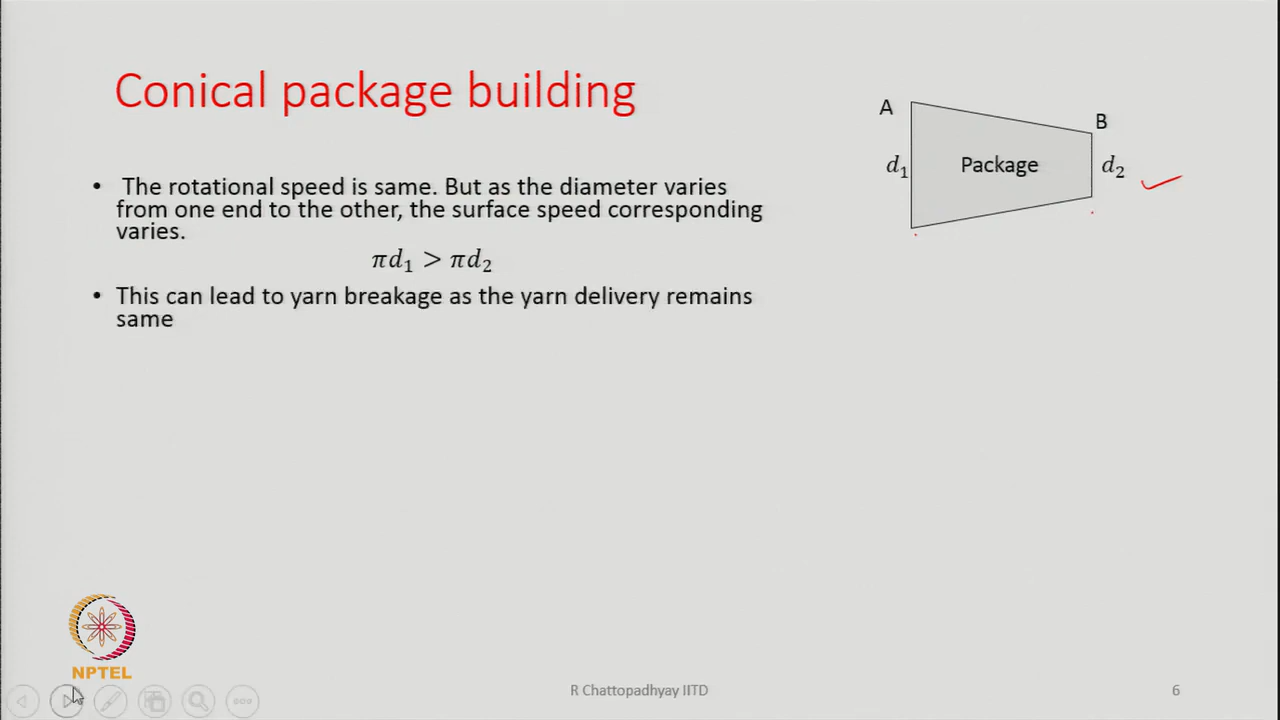 Conical package building
A
B
d₁
Package
d₂
• The rotational speed is same. But as the diameter varies
from one end to the other, the surface speed corresponding
varies.
πd₁ > πd₂
• This can lead to yarn breakage as the yarn delivery remains
same
NPTEL
R Chattopadhyay IITD
6